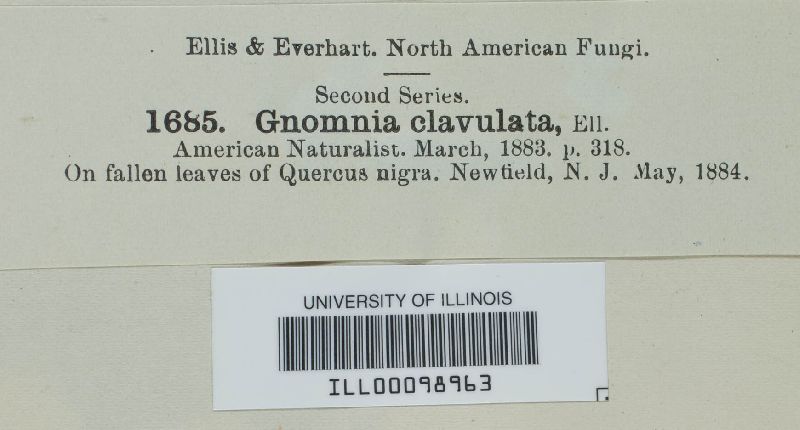 Ellis & Everhart. North American Fungi.
Second Series.
1685. Gnomnia clavulata, Ell.
American Naturalist. March, 1883. p. 318.
On fallen leaves of Quercus nigra. Newfield, N. J. May, 1884.
UNIVERSITY OF ILLINOIS
ILL00098963